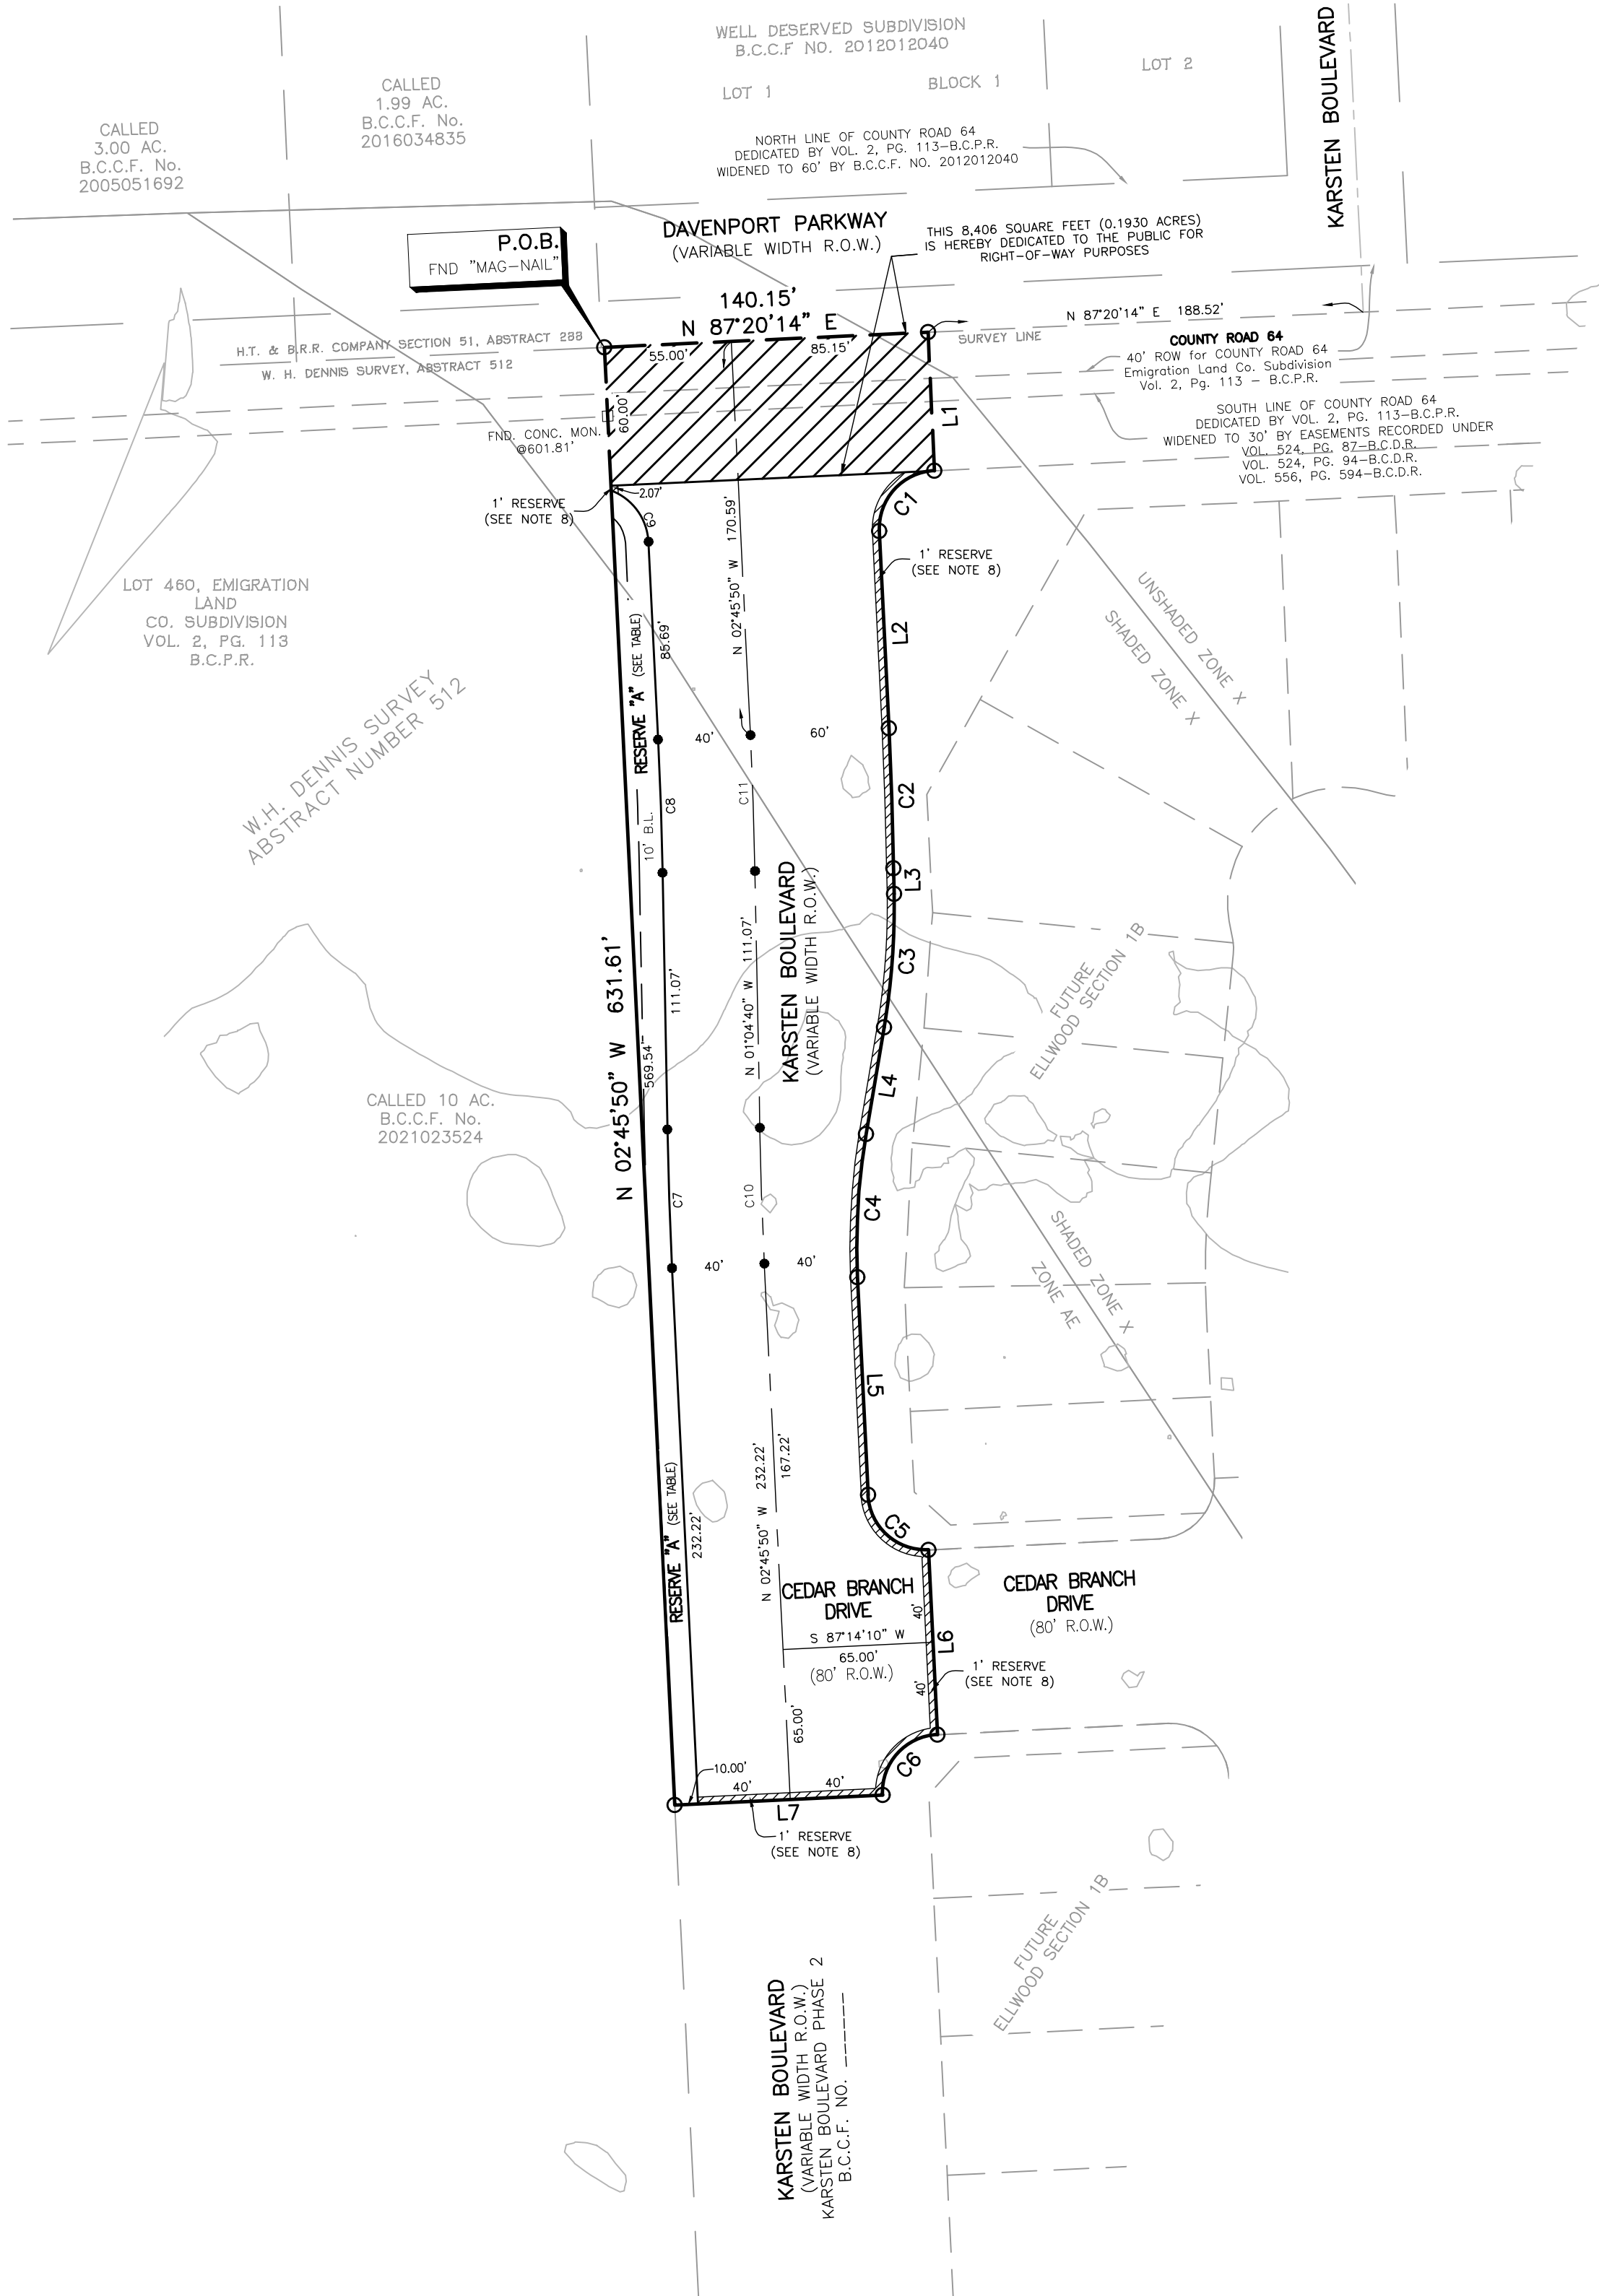 WELL DESERVED SUBDIVISION
B.C.C.F NO. 2012012040
LOT 1
BLOCK 1
LOT 2
KARSTEN BOULEVARD
CALLED
1.99 AC.
B.C.C.F. No.
2016034835
CALLED
3.00 AC.
B.C.C.F. No.
2005051692
NORTH LINE OF COUNTY ROAD 64
DEDICATED BY VOL. 2, PG. 113-B.C.P.R.
WIDENED TO 60' BY B.C.C.F. NO. 2012012040
DAVENPORT PARKWAY
(VARIABLE WIDTH R.O.W.)
THIS 8,406 SQUARE FEET (0.1930 ACRES)
IS HEREBY DEDICATED TO THE PUBLIC FOR
RIGHT-OF-WAY PURPOSES
P.O.B.
FND "MAG-NAIL"
140.15'
N 87°20'14" E
55.00'
85.15'
N 87°20'14" E 188.52'
SURVEY LINE
H.T. & B.R.R. COMPANY SECTION 51, ABSTRACT 288
W. H. DENNIS SURVEY, ABSTRACT 512
COUNTY ROAD 64
40' ROW for COUNTY ROAD 64
Emigration Land Co. Subdivision
Vol. 2, Pg. 113 - B.C.P.R.
SOUTH LINE OF COUNTY ROAD 64
DEDICATED BY VOL. 2, PG. 113-B.C.P.R.
WIDENED TO 30' BY EASEMENTS RECORDED UNDER
VOL. 524, PG. 87-B.C.D.R.
VOL. 524, PG. 94-B.C.D.R.
VOL. 556, PG. 594-B.C.D.R.
60.00'
L1
FND. CONC. MON.
@601.81'
1' RESERVE
(SEE NOTE 8)
2.07'
C9
C1
N 02°45'50" W 170.59'
1' RESERVE
(SEE NOTE 8)
LOT 460, EMIGRATION
LAND
CO. SUBDIVISION
VOL. 2, PG. 113
B.C.P.R.
UNSHADED ZONE X
SHADED ZONE X
L2
RESERVE "A" (SEE TABLE)
85.69'
W.H. DENNIS SURVEY
ABSTRACT NUMBER 512
40'
60'
C8
C11
C2
10' B.L.
L3
KARSTEN BOULEVARD
(VARIABLE WIDTH R.O.W.)
N 02°45'50" W 631.61'
569.54'
111.07'
N 01°04'40" W 111.07'
C3
FUTURE
ELLWOOD SECTION 1B
L4
CALLED 10 AC.
B.C.C.F. No.
2021023524
C7
C10
C4
40'
40'
SHADED ZONE X
ZONE AE
L5
N 02°45'50" W 232.22'
167.22'
RESERVE "A" (SEE TABLE)
232.22'
C5
CEDAR BRANCH
DRIVE
40'
CEDAR BRANCH
DRIVE
(80' R.O.W.)
S 87°14'10" W
65.00'
(80' R.O.W.)
L6
40'
1' RESERVE
(SEE NOTE 8)
65.00'
C6
10.00'
40'
40'
L7
1' RESERVE
(SEE NOTE 8)
FUTURE
ELLWOOD SECTION 1B
KARSTEN BOULEVARD
(VARIABLE WIDTH R.O.W.)
KARSTEN BOULEVARD PHASE 2
B.C.C.F. NO. ______